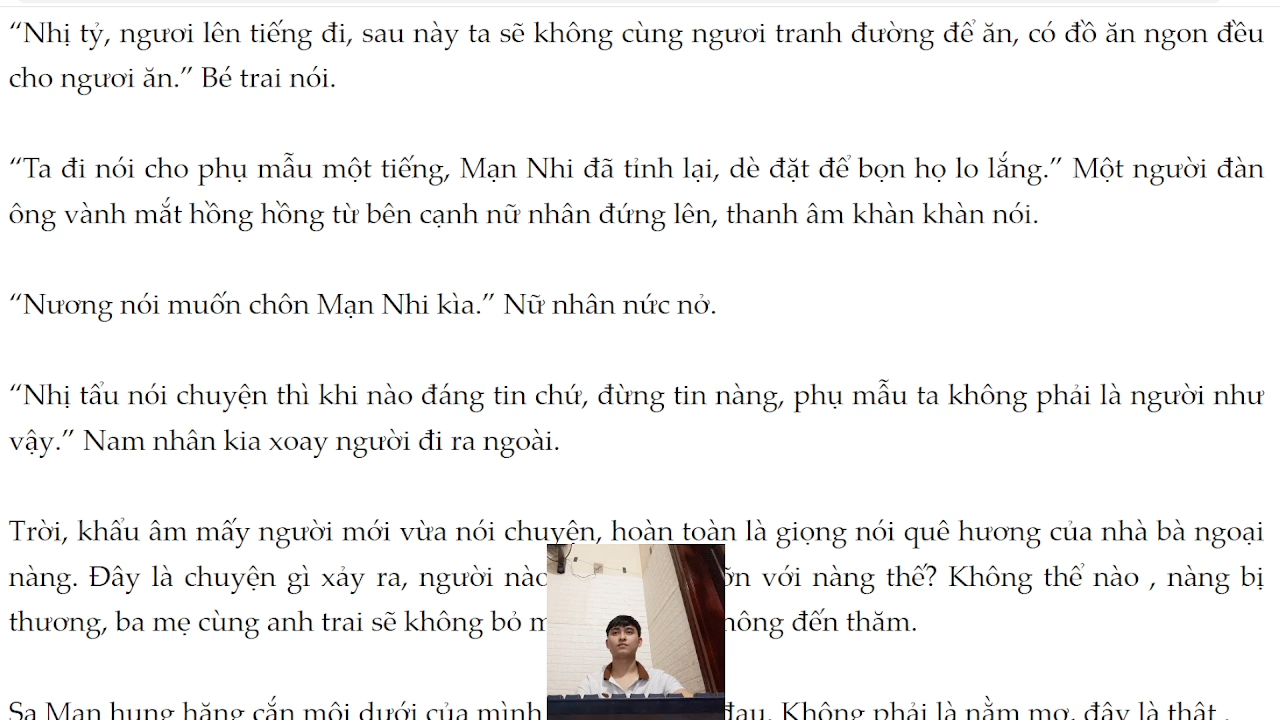 “Nhị tỷ, ngươi lên tiếng đi, sau này ta sẽ không cùng ngươi tranh đường để ăn, có đồ ăn ngon đều
cho ngươi ăn.” Bé trai nói.
“Ta đi nói cho phụ mẫu một tiếng, Mạn Nhi đã tỉnh lại, dè đặt để bọn họ lo lắng.” Một người đàn
ông vành mắt hồng hồng từ bên cạnh nữ nhân đứng lên, thanh âm khàn khàn nói.
“Nương nói muốn chôn Mạn Nhi kìa.” Nữ nhân nức nở.
“Nhị tẩu nói chuyện thì khi nào đáng tin chứ, đừng tin nàng, phụ mẫu ta không phải là người như
vậy.” Nam nhân kia xoay người đi ra ngoài.
Trời, khẩu âm mấy người mới vừa nói chuyện, hoàn toàn là giọng nói quê hương của nhà bà ngoại
nàng. Đây là chuyện gì xảy ra, người nào với nàng thế? Không thể nào , nàng bị
thương, ba mẹ cùng anh trai sẽ không bỏ đến thăm.
Sa Man hung hăng cắn môi dưới của mình đau. Không phải là nằm mơ, đây là thật .